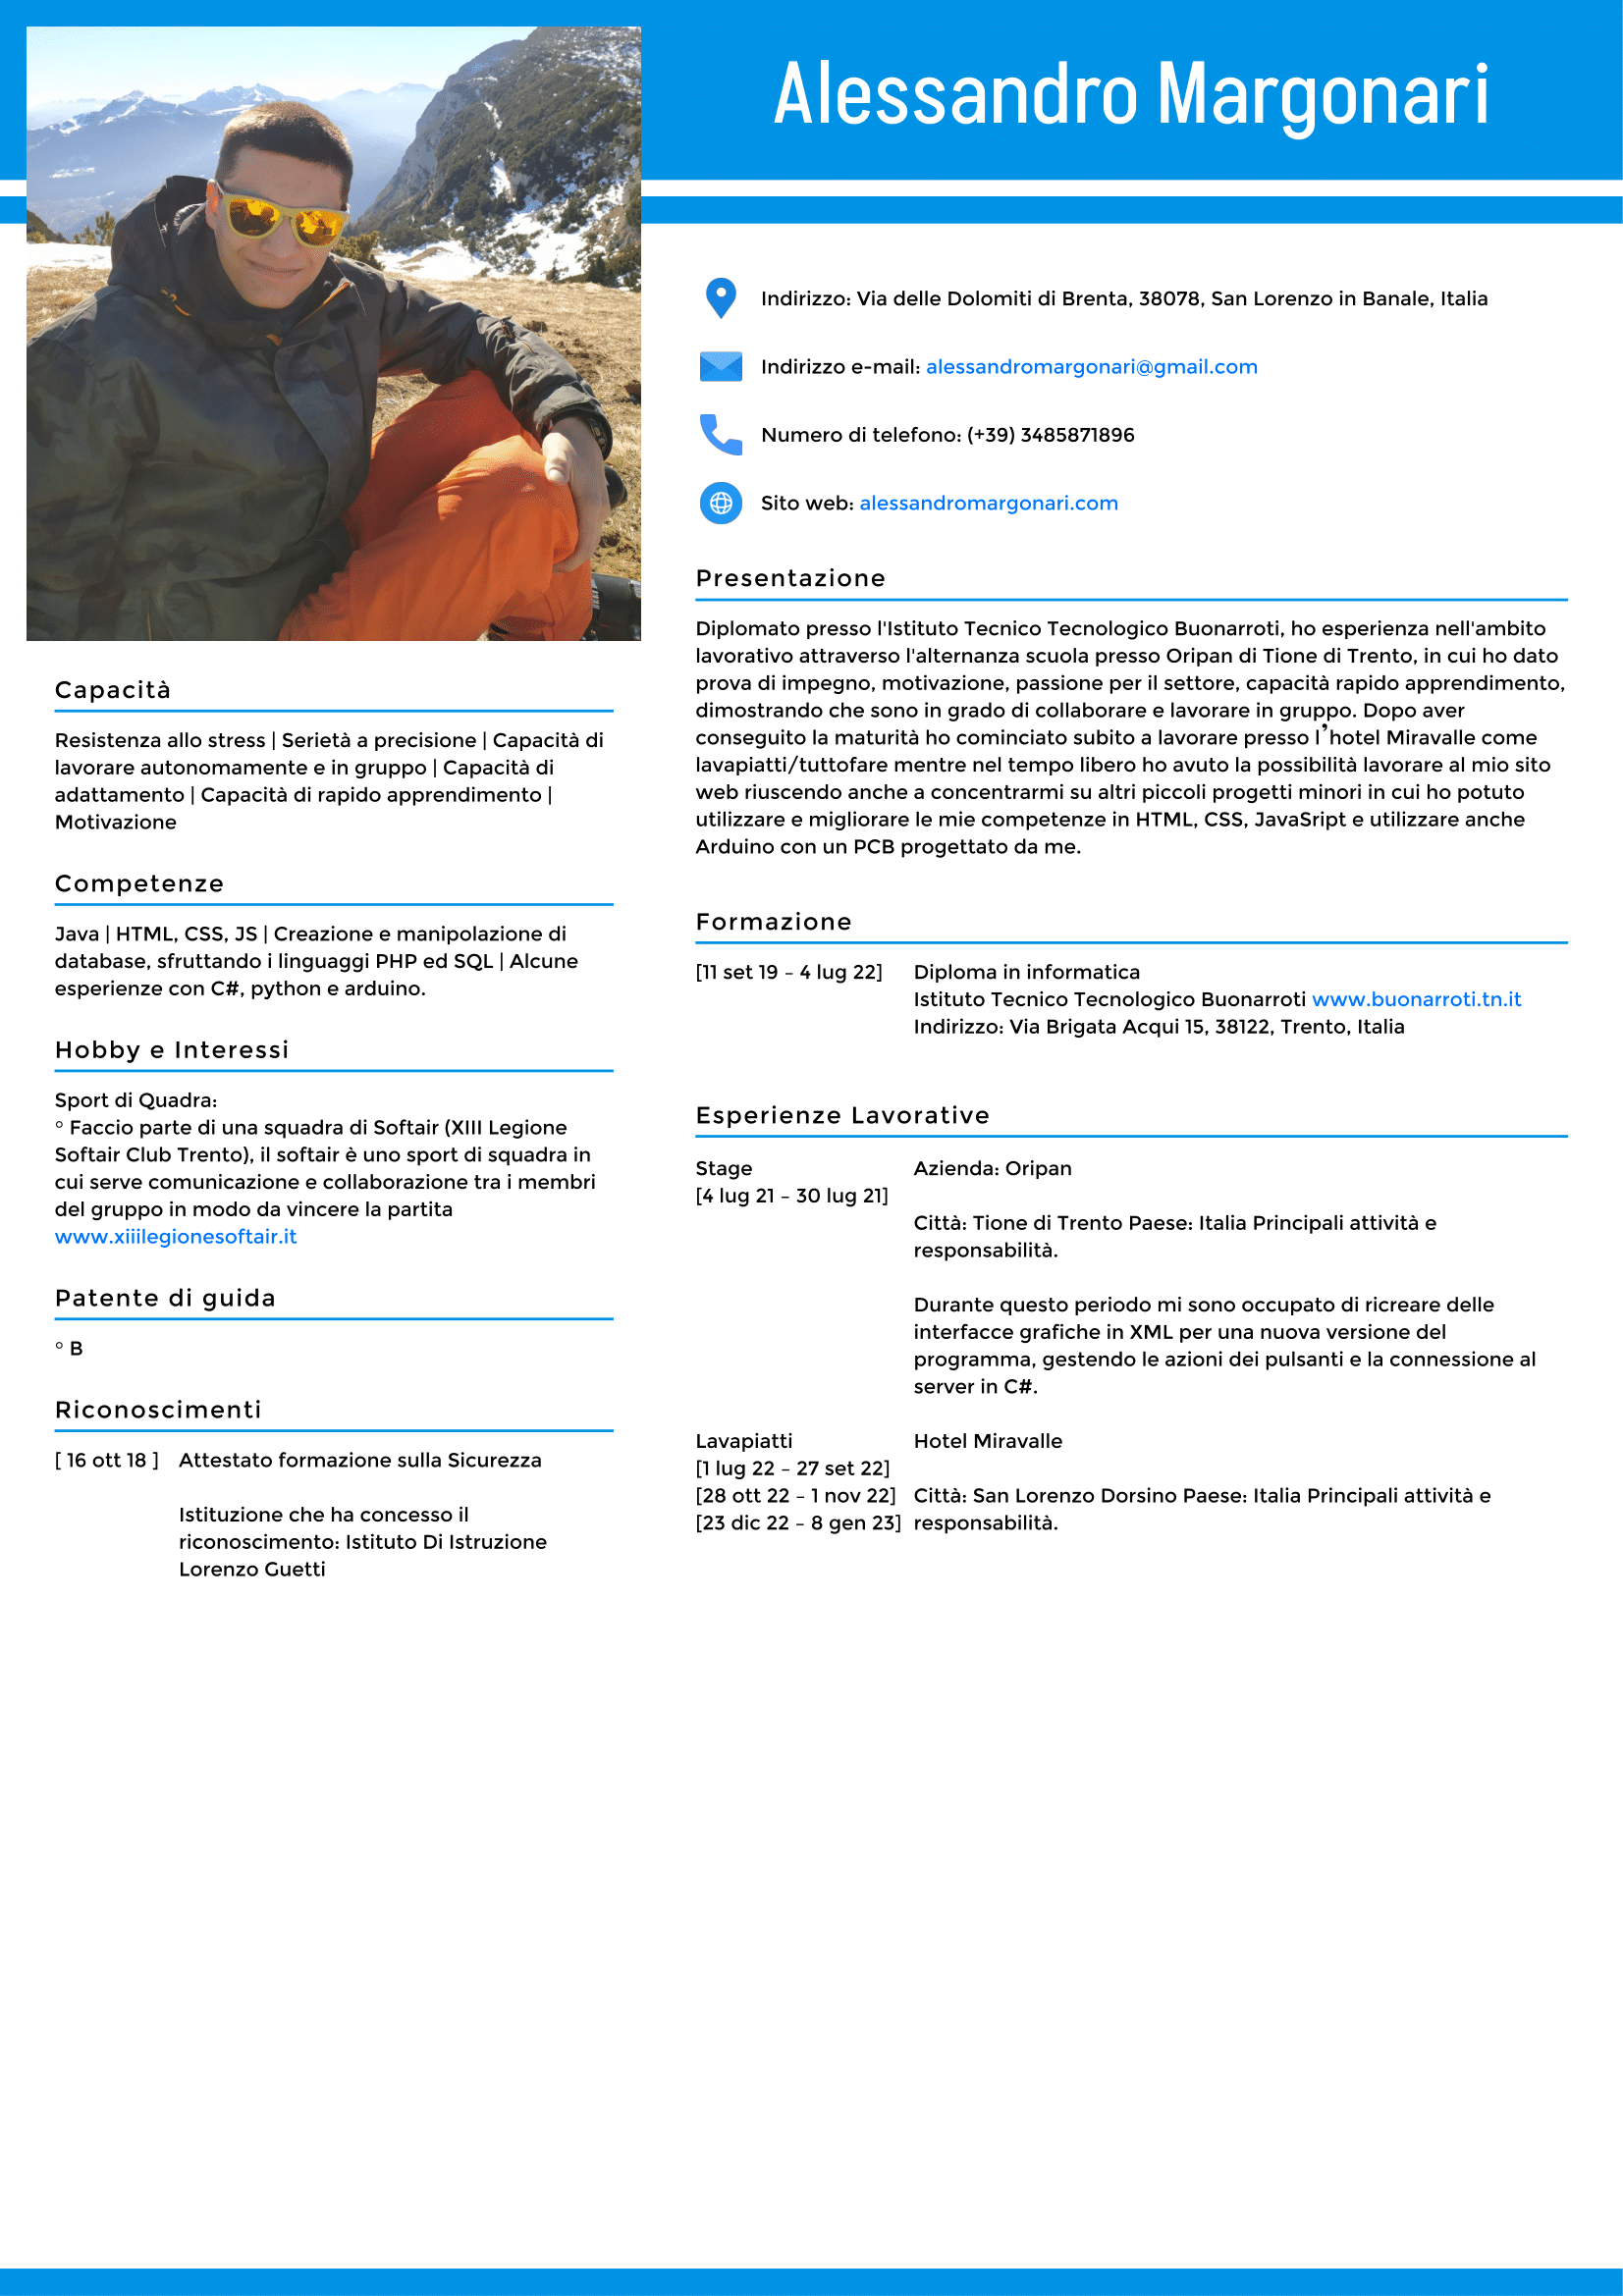 Alessandro Margonari
Indirizzo: Via delle Dolomiti di Brenta, 38078, San Lorenzo in Banale, Italia
Indirizzo e-mail: alessandromargonari@gmail.com
Numero di telefono: (+39) 3485871896
Sito web: alessandromargonari.com
Presentazione
Diplomato presso l'Istituto Tecnico Tecnologico Buonarroti, ho esperienza nell'ambito
lavorativo attraverso l'alternanza scuola presso Oripan di Tione di Trento, in cui ho dato
prova di impegno, motivazione, passione per il settore, capacità rapido apprendimento,
dimostrando che sono in grado di collaborare e lavorare in gruppo. Dopo aver
conseguito la maturità ho cominciato subito a lavorare presso l’hotel Miravalle come
lavapiatti/tuttofare mentre nel tempo libero ho avuto la possibilità lavorare al mio sito
web riuscendo anche a concentrarmi su altri piccoli progetti minori in cui ho potuto
utilizzare e migliorare le mie competenze in HTML, CSS, JavaSript e utilizzare anche
Arduino con un PCB progettato da me.
Formazione
[11 set 19 – 4 lug 22] Diploma in informatica
Istituto Tecnico Tecnologico Buonarroti www.buonarroti.tn.it
Indirizzo: Via Brigata Acqui 15, 38122, Trento, Italia
Esperienze Lavorative
Stage Azienda: Oripan
[4 lug 21 – 30 lug 21]
Città: Tione di Trento Paese: Italia Principali attività e
responsabilità.
Durante questo periodo mi sono occupato di ricreare delle
interfacce grafiche in XML per una nuova versione del
programma, gestendo le azioni dei pulsanti e la connessione al
server in C#.
Lavapiatti Hotel Miravalle
[1 lug 22 – 27 set 22]
[28 ott 22 – 1 nov 22] Città: San Lorenzo Dorsino Paese: Italia Principali attività e
[23 dic 22 – 8 gen 23] responsabilità.
Capacità
Resistenza allo stress | Serietà a precisione | Capacità di
lavorare autonomamente e in gruppo | Capacità di
adattamento | Capacità di rapido apprendimento |
Motivazione
Competenze
Java | HTML, CSS, JS | Creazione e manipolazione di
database, sfruttando i linguaggi PHP ed SQL | Alcune
esperienze con C#, python e arduino.
Hobby e Interessi
Sport di Quadra:
° Faccio parte di una squadra di Softair (XIII Legione
Softair Club Trento), il softair è uno sport di squadra in
cui serve comunicazione e collaborazione tra i membri
del gruppo in modo da vincere la partita
www.xiiilegionesoftair.it
Patente di guida
° B
Riconoscimenti
[ 16 ott 18 ] Attestato formazione sulla Sicurezza
Istituzione che ha concesso il
riconoscimento: Istituto Di Istruzione
Lorenzo Guetti